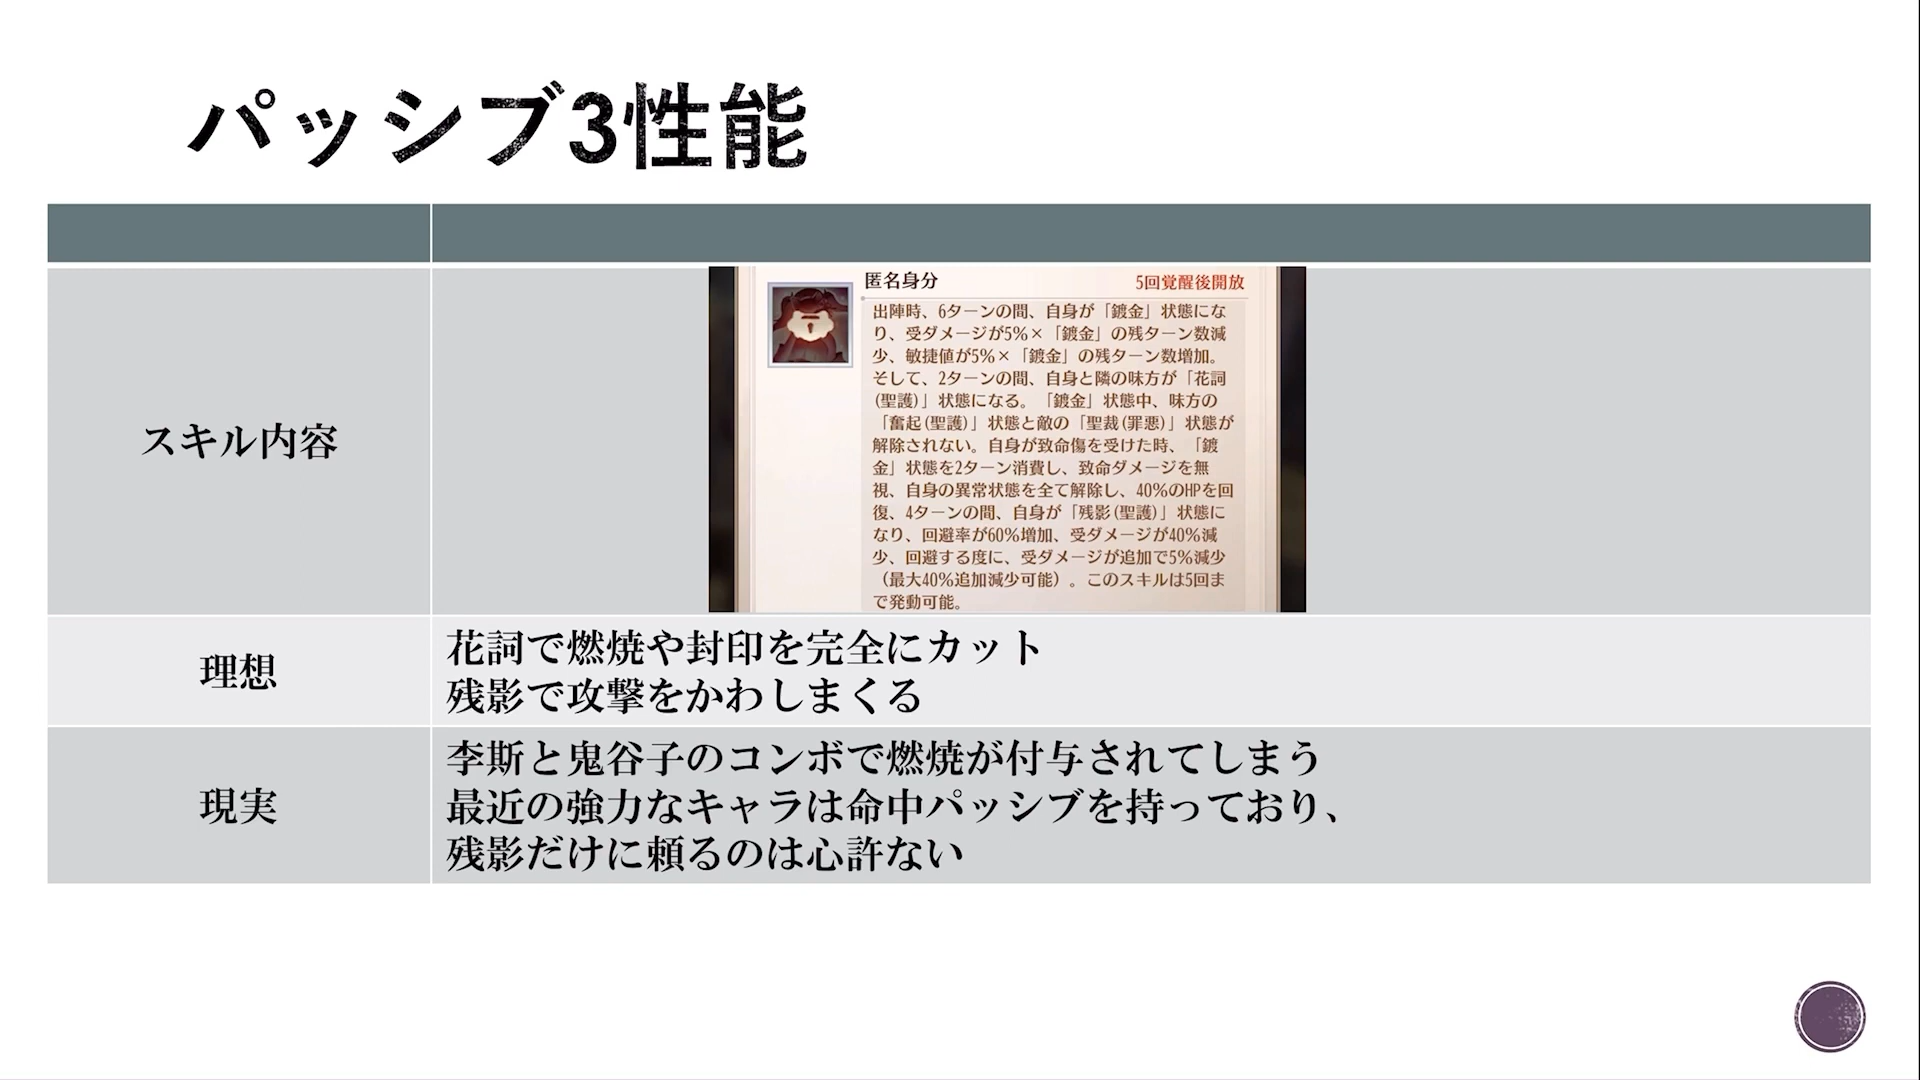 パッシブ3性能
スキル内容
匿名身分
5回覚醒後開放
出陣時、6ターンの間、自身が「鍍金」状態にな
り、受ダメージが5%×「鍍金」の残ターン数減
少、敏捷値が5%×「鍍金」の残ターン数増加。
そして、2ターンの間、自身と隣の味方が「花詞
(聖護)」状態になる。「鍍金」状態中、味方の
「奮起(聖護)」状態と敵の「聖裁(罪悪)」状態が
解除されない。自身が致命傷を受けた時、「鍍
金」状態を2ターン消費し、致命ダメージを無
視、自身の異常状態を全て解除し、40%のHPを回
復、4ターンの間、自身が「残影(聖護)」状態に
なり、回避率が60%増加、受ダメージが40%減
少、回避する度に、受ダメージが追加で5%減少
（最大40%追加減少可能）。このスキルは5回ま
で発動可能。
理想
花詞で燃焼や封印を完全にカット
残影で攻撃をかわしまくる
現実
李斯と鬼谷子のコンボで燃焼が付与されてしまう
最近の強力なキャラは命中パッシブを持っており、
残影だけに頼るのは心許ない